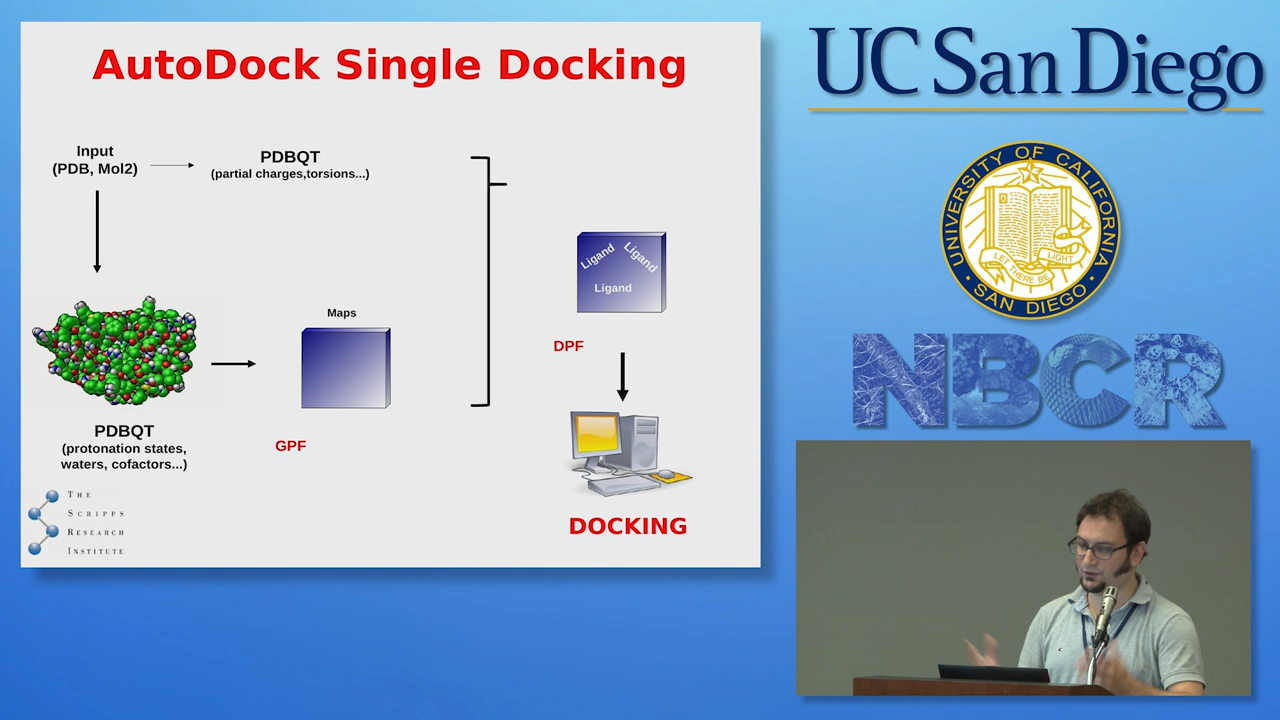 AutoDock Single Docking
Input
(PDB, Mol2)
PDBQT
(partial charges,torsions...)
Maps
Ligand
Ligand
Ligand
DPF
GPF
PDBQT
(protonation states,
waters, cofactors...)
DOCKING
THE
SCRIPPS
RESEARCH
INSTITUTE
UC San Diego
UNIVERSITY OF CALIFORNIA
LET THERE BE LIGHT
· SAN DIEGO ·
NBCR